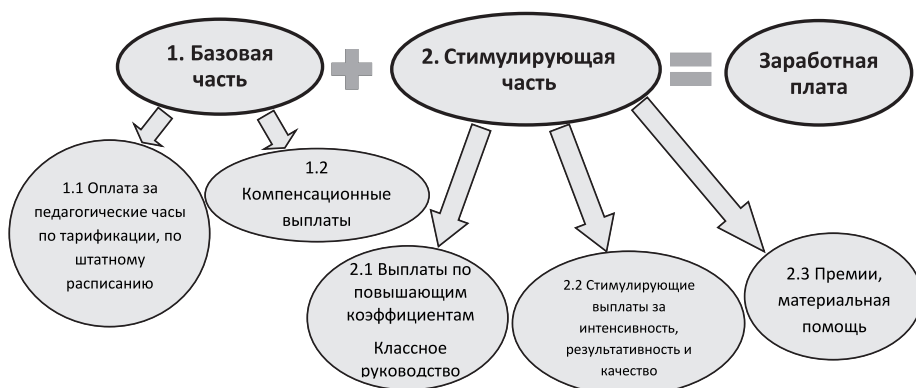 1. Базовая
часть
2. Стимулирующая
часть
Заработная
плата
1.1 Оплата за
педагогические часы
по тарификации, по
штатному
расписанию
1.2
Компенсационные
выплаты
2.1 Выплаты по
повышающим
коэффициентам
Классное
руководство
2.2 Стимулирующие
выплаты за
интенсивность,
результативность и
качество
2.3 Премии,
материальная
помощь